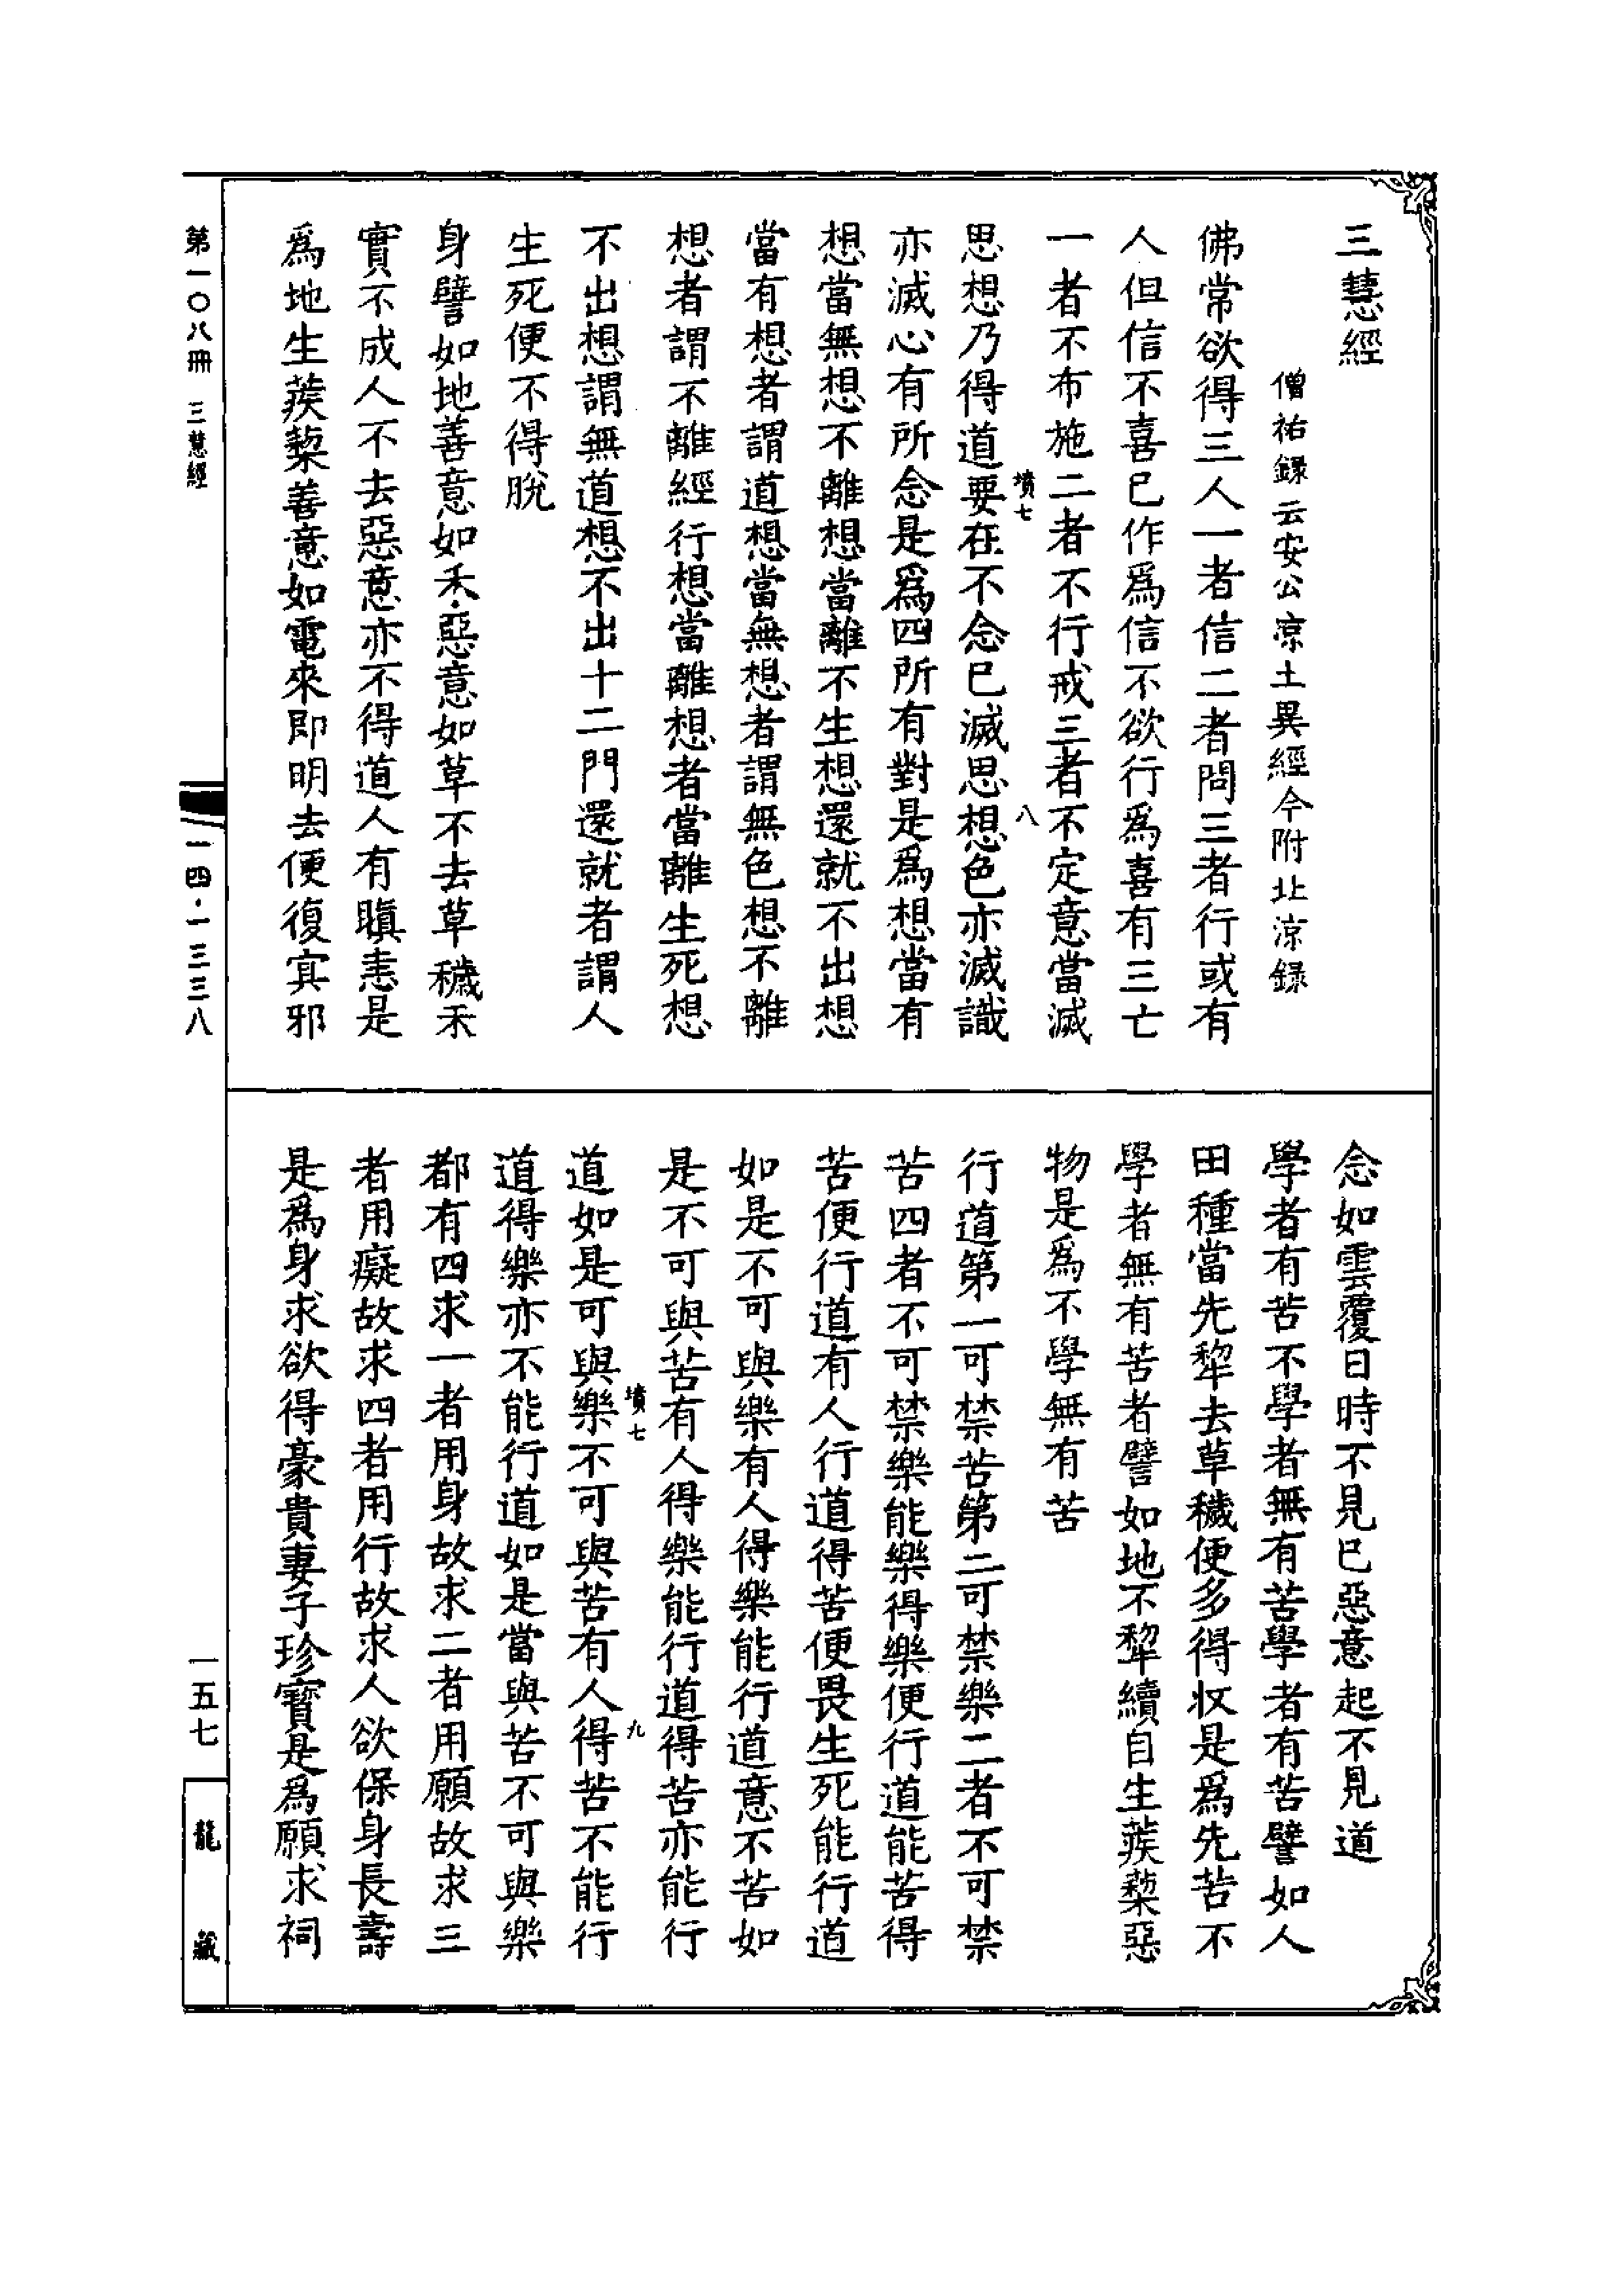 三慧經
僧祐録云安公凉土異經今附北凉録
佛常欲得三人一者信二者問三者行或有
人但信不喜已作爲信不欲行爲喜有三亡
一者不布施二者不行戒三者不定意當滅
墳七
八
思想乃得道要在不念已滅思想色亦滅識
亦滅心有所念是爲四所有對是爲想當有
想當無想不離想當離不生想還就不出想
當有想者謂道想當無想者謂無色想不離
想者謂不離經行想當離想者當離生死想
不出想謂無道想不出十二門還就者謂人
生死便不得脫
身譬如地善意如禾惡意如草不去草穢禾
實不成人不去惡意亦不得道人有瞋恚是
爲地生蒺䔧善意如電來即明去便復冥邪
念如雲覆日時不見已惡意起不見道
學者有苦不學者無有苦學者有苦譬如人
田種當先犂去草穢便多得収是爲先苦不
學者無有苦者譬如地不犂續自生蒺䔧惡
物是爲不學無有苦
行道第一可禁苦第二可禁樂二者不可禁
苦四者不可禁樂能樂得樂便行道能苦得
苦便行道有人行道得苦便畏生死能行道
如是不可與樂有人得樂能行道意不苦如
是不可與苦有人得樂能行道得苦亦能行
墳七
九
道如是可與樂不可與苦有人得苦不能行
道得樂亦不能行道如是當與苦不可與樂
都有四求一者用身故求二者用願故求三
者用癡故求四者用行故求人欲保身長壽
是爲身求欲得豪貴妻子珍寳是爲願求祠
第一〇八冊 三慧經
一四·一三三八
一五七
龍藏